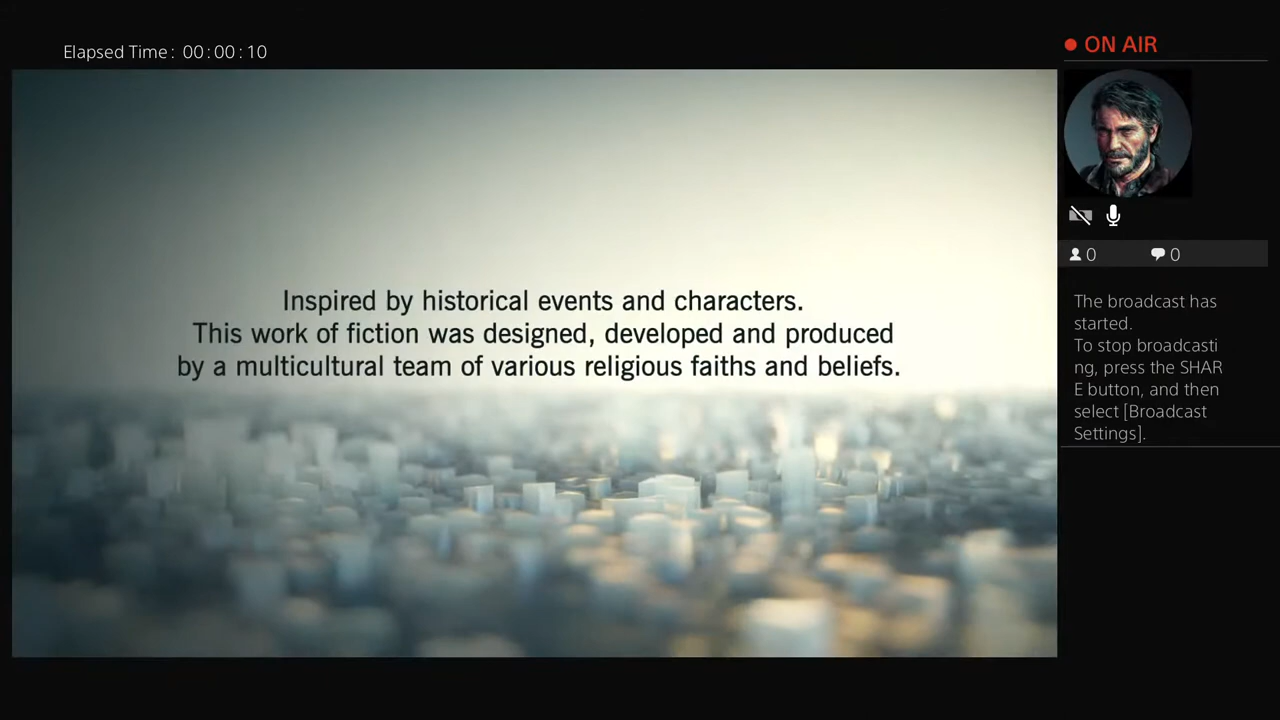 Elapsed Time: 00:00:10
ON AIR
Inspired by historical events and characters.
This work of fiction was designed, developed and produced
by a multicultural team of various religious faiths and beliefs.
0
0
The broadcast has
started.
To stop broadcasti
ng, press the SHAR
E button, and then
select [Broadcast
Settings].